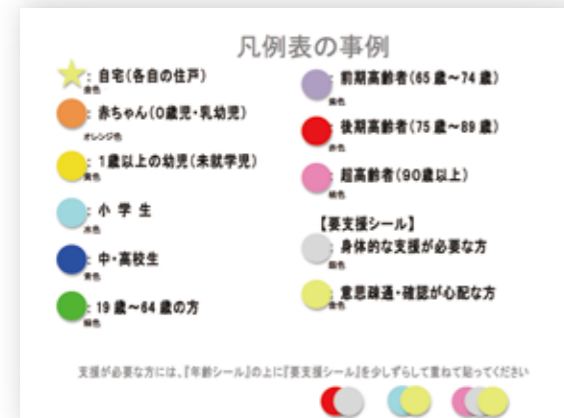 凡例表の事例
：自宅（各自の住戸）
金色
：赤ちゃん（0歳児・乳幼児）
オレンジ色
：1歳以上の幼児（未就学児）
黄色
：小 学 生
水色
：中・高校生
青色
：19歳～64歳の方
緑色
：前期高齢者（65歳～74歳）
紫色
：後期高齢者（75歳～89歳）
赤色
：超高齢者（90歳以上）
桃色
【要支援シール】
：身体的な支援が必要な方
銀色
：意思疎通・確認が心配な方
金色
支援が必要な方には、『年齢シール』の上に『要支援シール』を少しずらして重ねて貼ってください